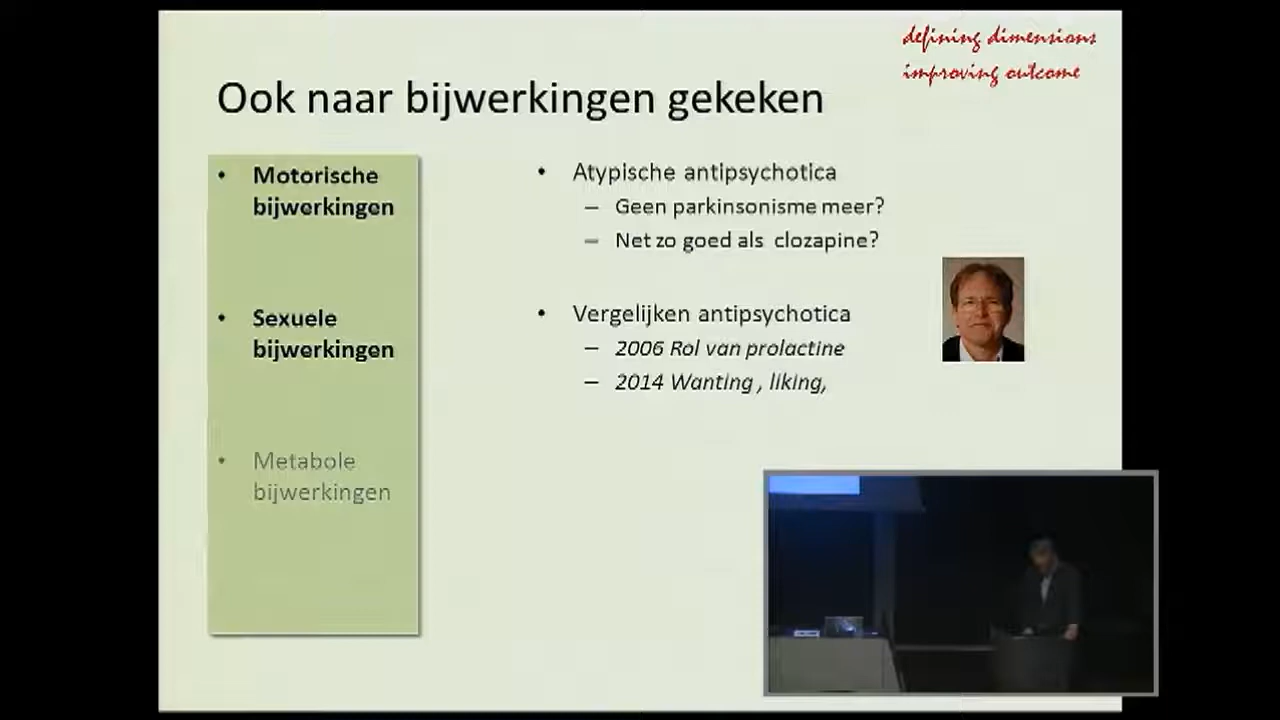 defining dimensions
improving outcome
Ook naar bijwerkingen gekeken
• Motorische
bijwerkingen
• Sexuele
bijwerkingen
• Metabole
bijwerkingen
• Atypische antipsychotica
– Geen parkinsonisme meer?
– Net zo goed als clozapine?
• Vergelijken antipsychotica
– 2006 Rol van prolactine
– 2014 Wanting , liking,